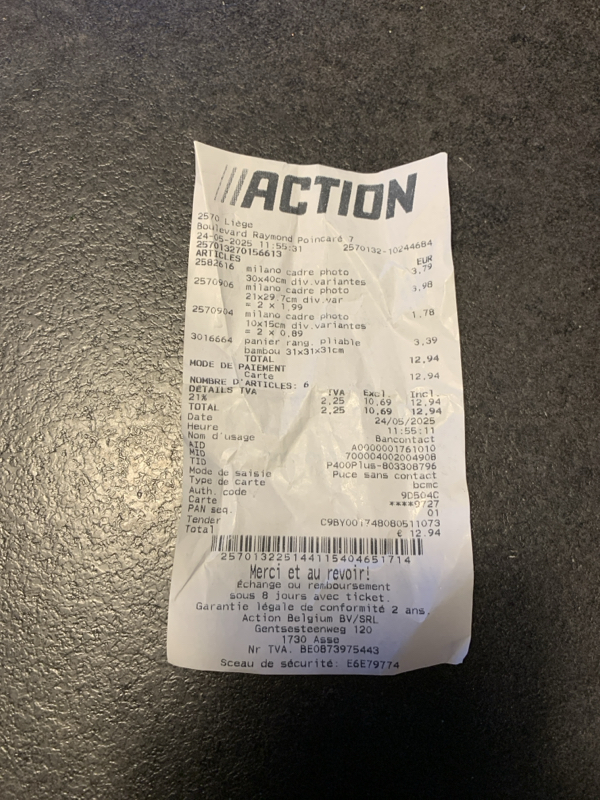 ///ACTION
2570 Liège
Boulevard Raymond Poincaré 7
24-05-2025 11:55:31 2570132-10244684
257013270156613
ARTICLES EUR
2582616 milano cadre photo 3,79
30x40cm div.variantes
2570906 milano cadre photo 3,98
21x29,7cm div.var
= 2 x 1,99
2570904 milano cadre photo 1,78
10x15cm div.variantes
= 2 x 0,89
3016664 panier rang. pliable 3,39
bambou 31x31x31cm
TOTAL 12,94
MODE DE PAIEMENT
Carte 12,94
NOMBRE D'ARTICLES: 6
DÉTAILS TVA TVA Excl. Incl.
21% 2,25 10,69 12,94
TOTAL 2,25 10,69 12,94
Date 24/05/2025
Heure 11:55:11
Nom d'usage Bancontact
AID A0000001761010
MID 700004002004908
TID P400Plus-803308796
Mode de saisie Puce sans contact
Type de carte bcmc
Auth. code 9D504C
Carte ****9727
PAN seq. 01
Tender C9BY001748080511073
Total € 12.94
2570132251441154046517​14
Merci et au revoir!
Échange ou remboursement
sous 8 jours avec ticket.
Garantie légale de conformité 2 ans.
Action Belgium BV/SRL
Gentsesteenweg 120
1730 Asse
Nr TVA. BE0873975443
Sceau de sécurité: E6E79774